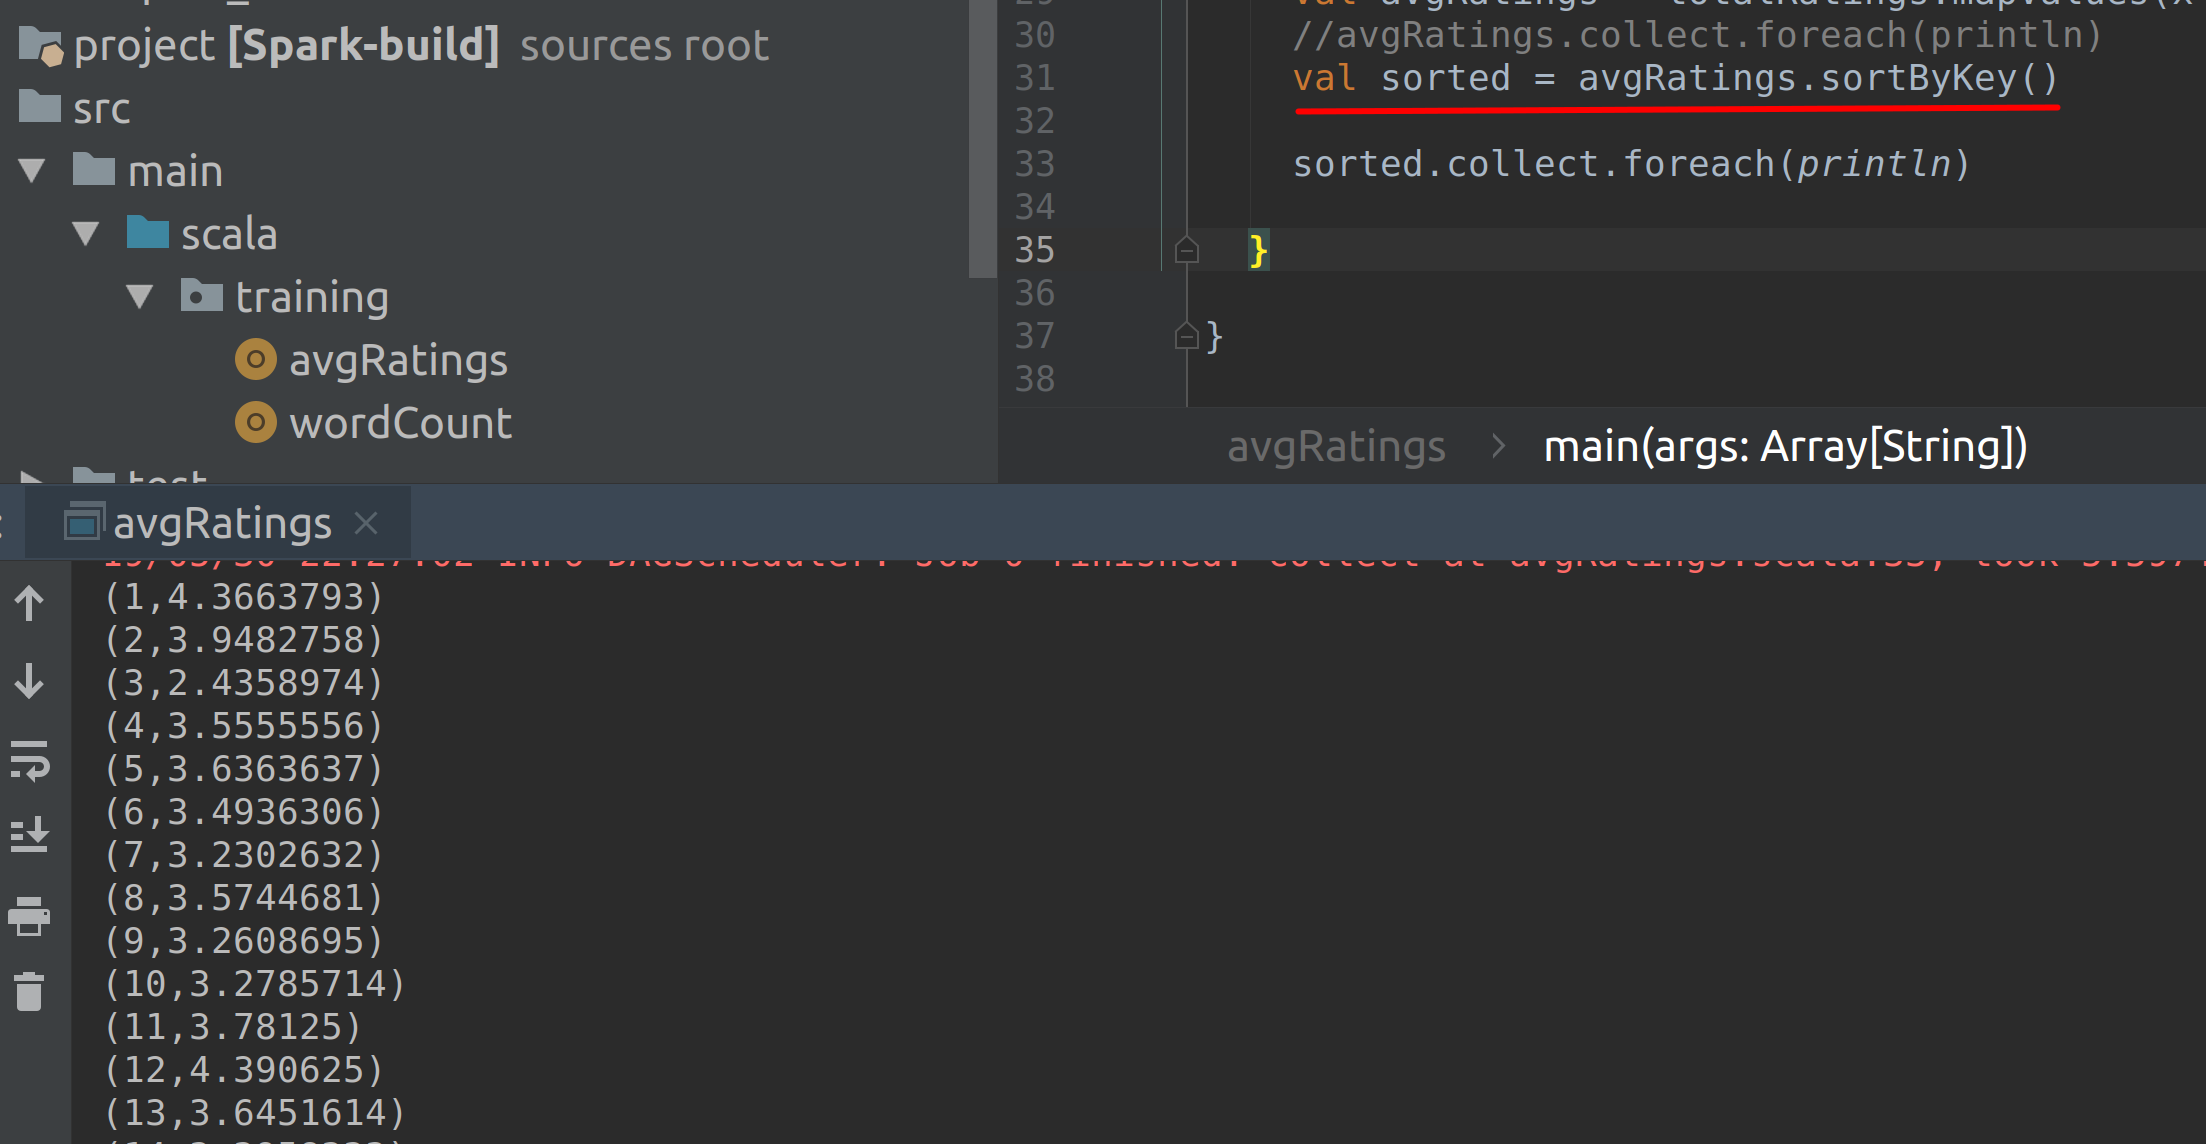 project [Spark-build] sources root
src
main
scala
training
avgRatings
wordCount
test
30 //avgRatings.collect.foreach(println)
31 val sorted = avgRatings.sortByKey()
32
33 sorted.collect.foreach(println)
34
35 }
36
37 }
38
avgRatings > main(args: Array[String])
avgRatings
(1,4.3663793)
(2,3.9482758)
(3,2.4358974)
(4,3.5555556)
(5,3.6363637)
(6,3.4936306)
(7,3.2302632)
(8,3.5744681)
(9,3.2608695)
(10,3.2785714)
(11,3.78125)
(12,4.390625)
(13,3.6451614)